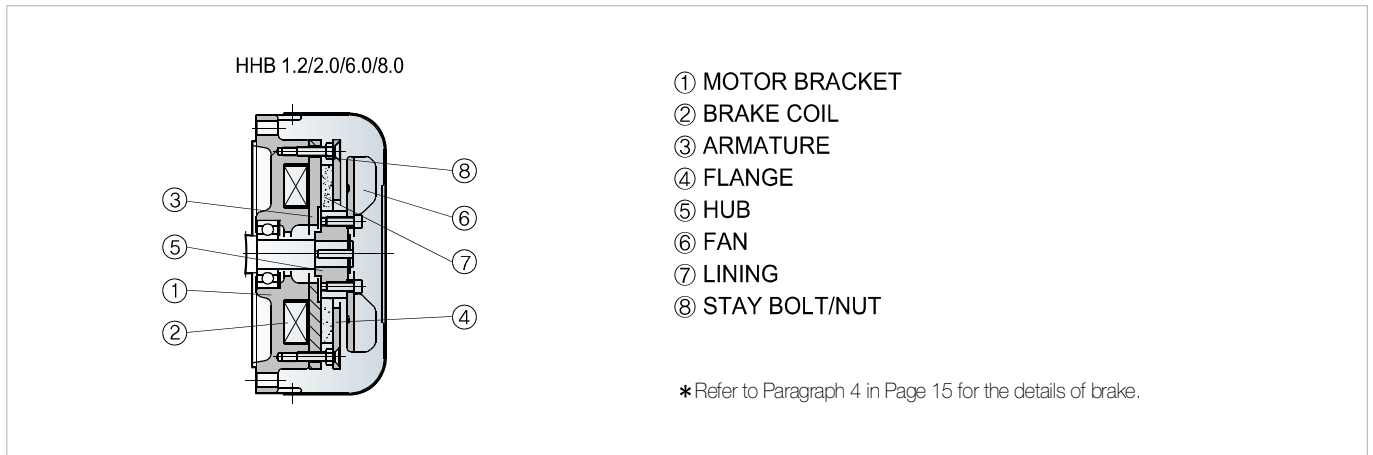 HHB 1.2/2.0/6.0/8.0
① MOTOR BRACKET
② BRAKE COIL
③ ARMATURE
④ FLANGE
⑤ HUB
⑥ FAN
⑦ LINING
⑧ STAY BOLT/NUT
*Refer to Paragraph 4 in Page 15 for the details of brake.
③
⑤
①
②
⑧
⑥
⑦
④